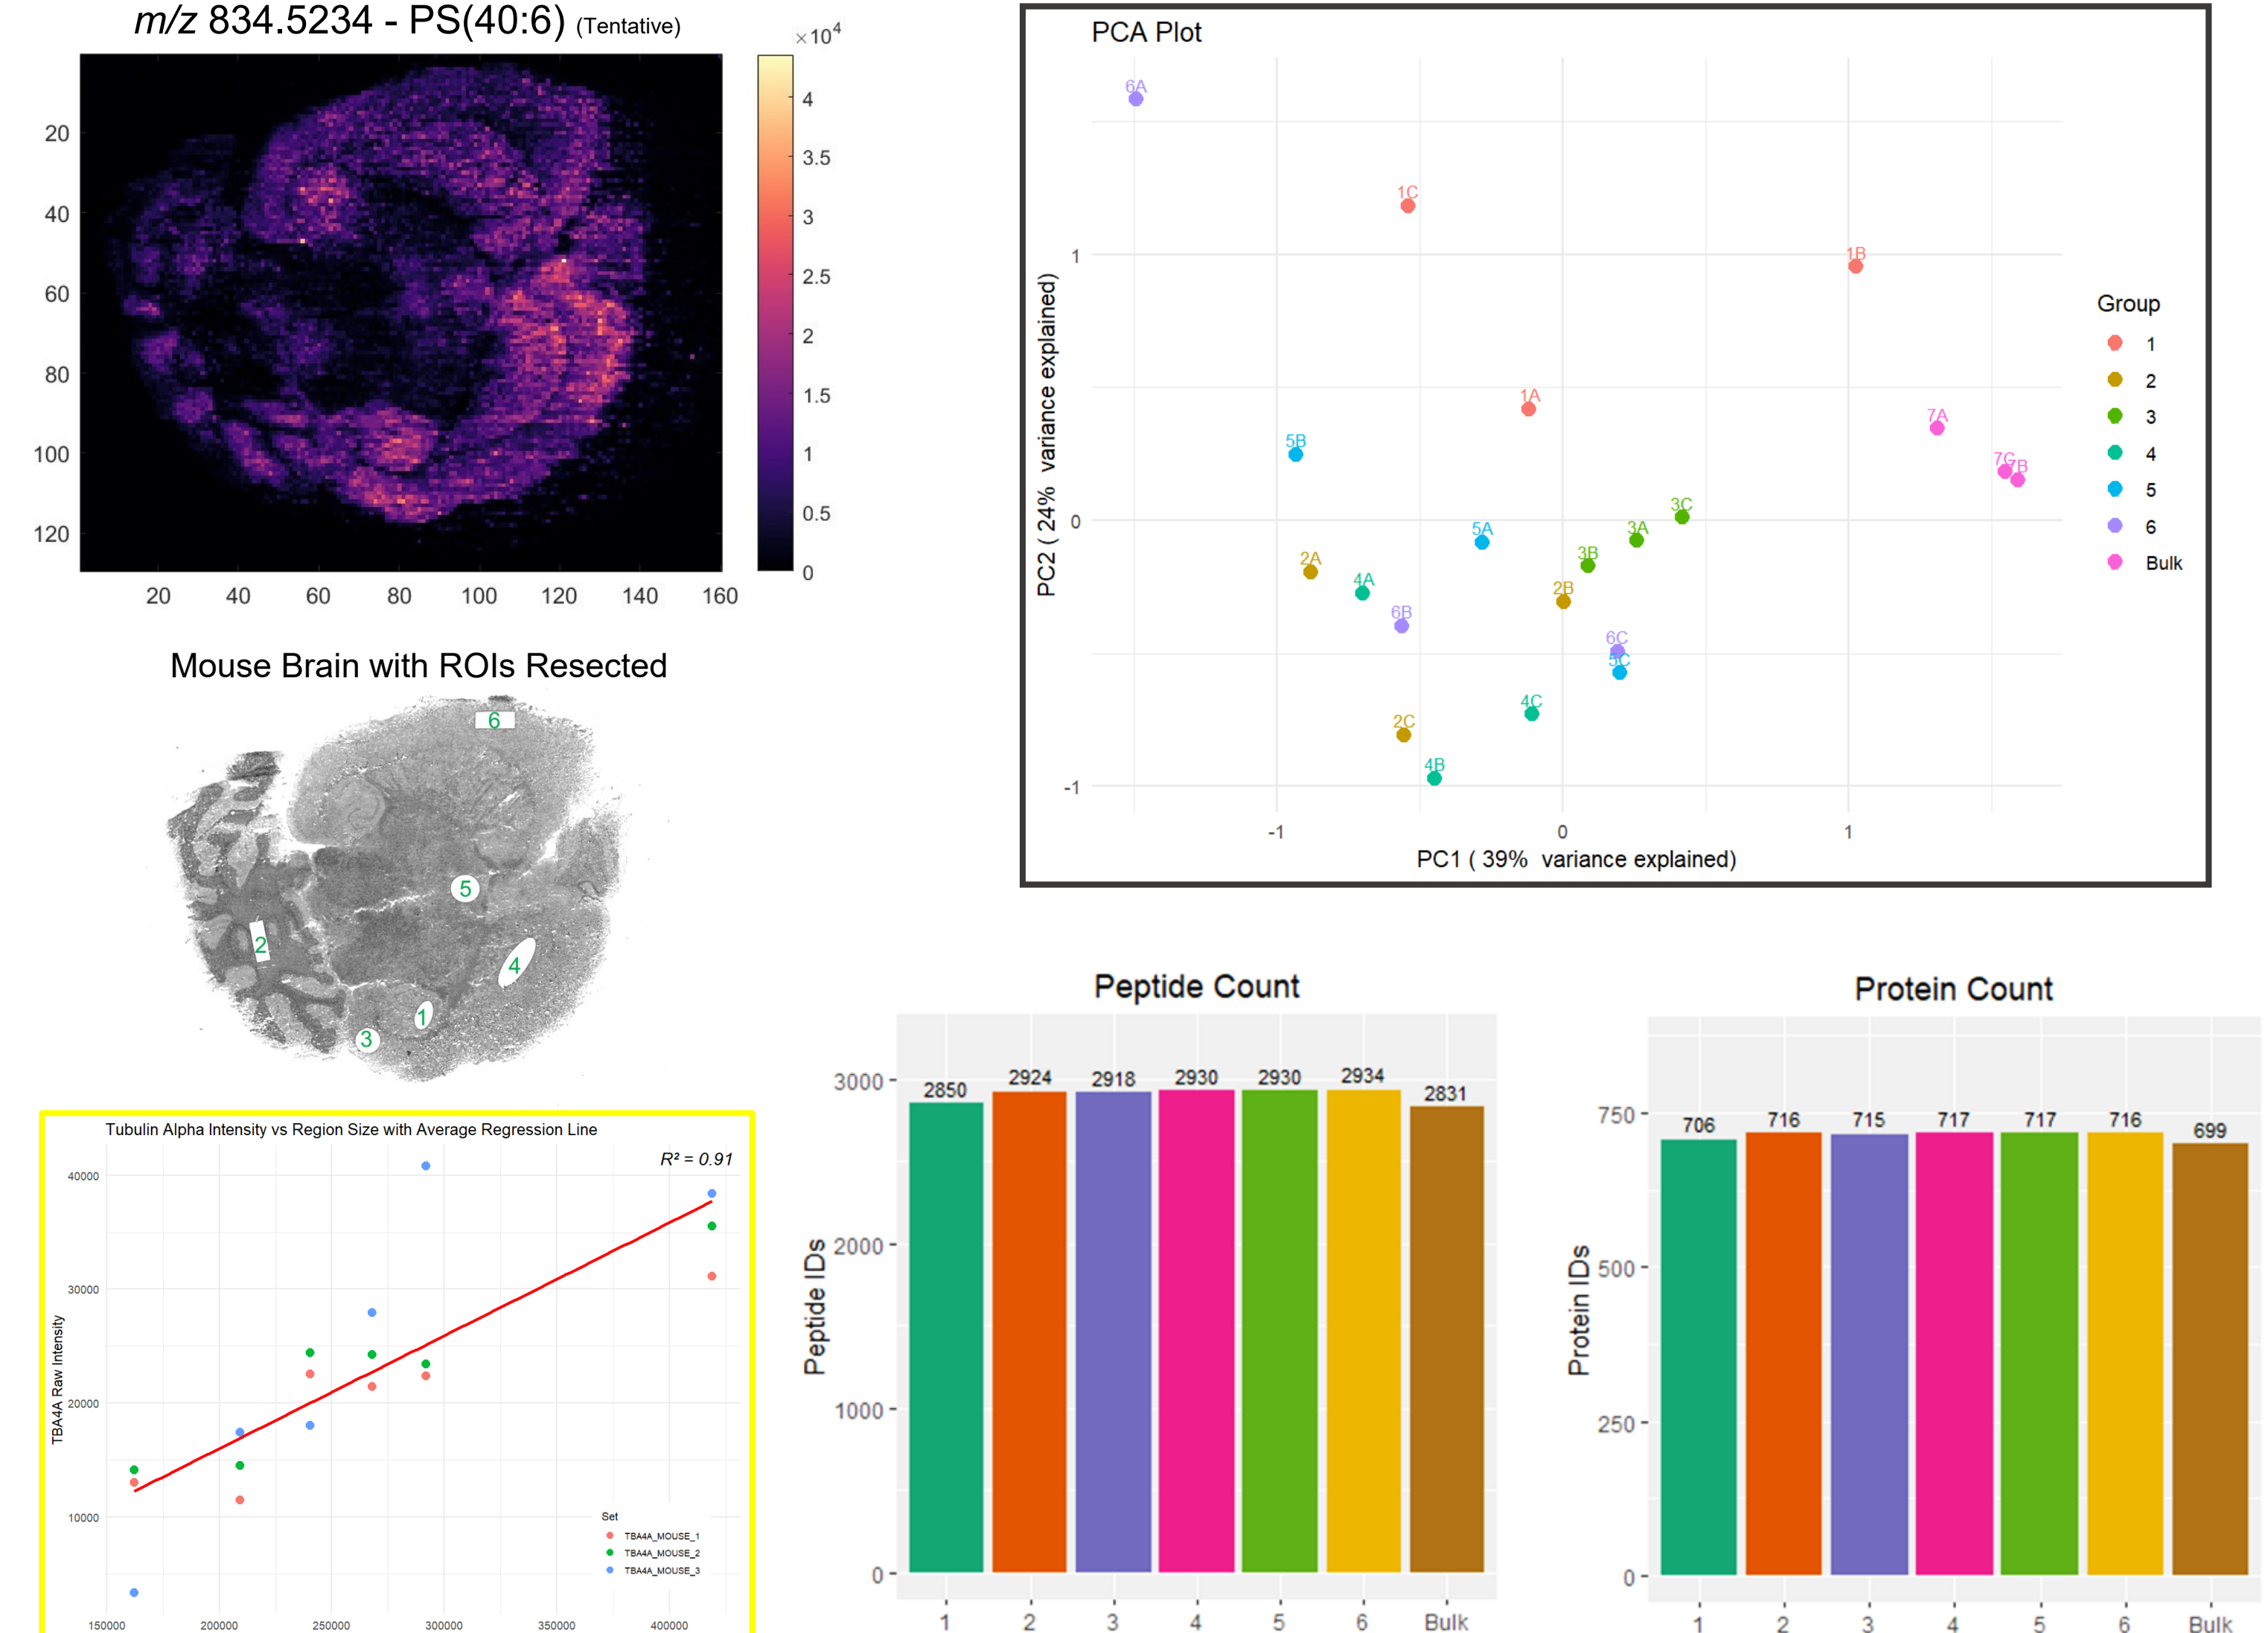 m/z 834.5234 - PS(40:6) (Tentative)
×10⁴
4
3.5
3
2.5
2
1.5
1
0.5
0
20
40
60
80
100
120
20 40 60 80 100 120 140 160
Mouse Brain with ROIs Resected
6
5
2
4
1
3
Tubulin Alpha Intensity vs Region Size with Average Regression Line
R² = 0.91
TBA4A Raw Intensity
40000
30000
20000
10000
Set
TBA4A_MOUSE_1
TBA4A_MOUSE_2
TBA4A_MOUSE_3
150000 200000 250000 300000 350000 400000
PCA Plot
PC2 ( 24% variance explained)
1
0
-1
6A
1C
1B
1A
7A
5B
7C 7B
3C
5A 3A
2A 3B
4A 2B
6B
6C
5C
4C
2C
4B
-1 0 1
PC1 ( 39% variance explained)
Group
1
2
3
4
5
6
Bulk
Peptide Count
Peptide IDs
3000
2000
1000
0
2850 2924 2918 2930 2930 2934 2831
1 2 3 4 5 6 Bulk
Protein Count
Protein IDs
750
500
250
0
706 716 715 717 717 716 699
1 2 3 4 5 6 Bulk